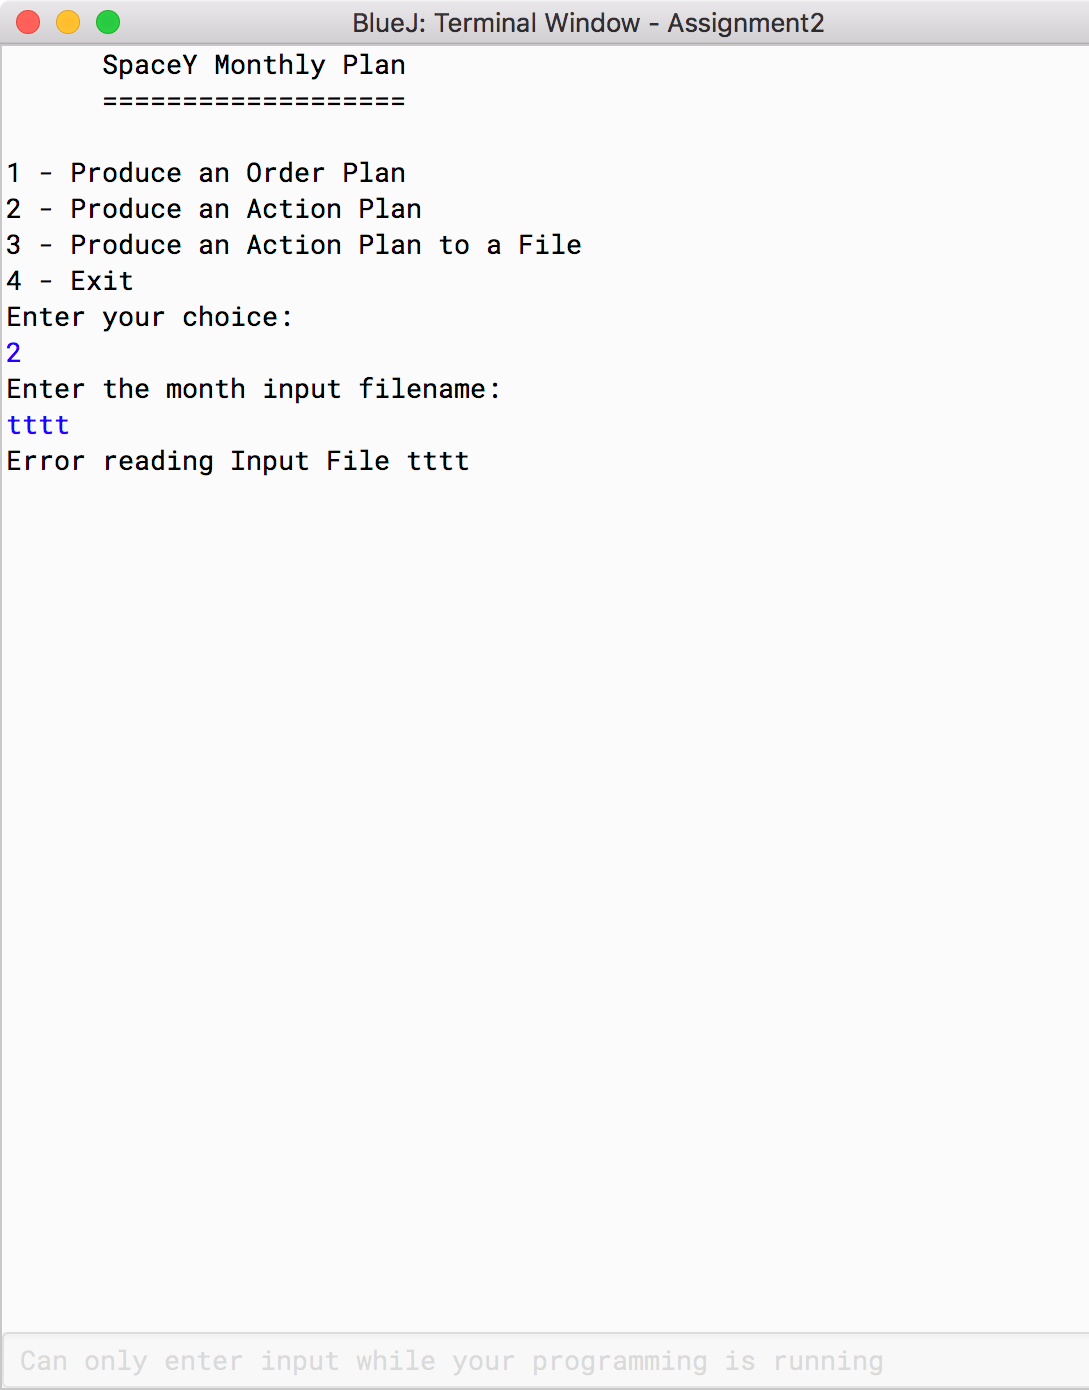 BlueJ: Terminal Window - Assignment2
SpaceY Monthly Plan
===================
1 - Produce an Order Plan
2 - Produce an Action Plan
3 - Produce an Action Plan to a File
4 - Exit
Enter your choice:
2
Enter the month input filename:
tttt
Error reading Input File tttt
Can only enter input while your programming is running